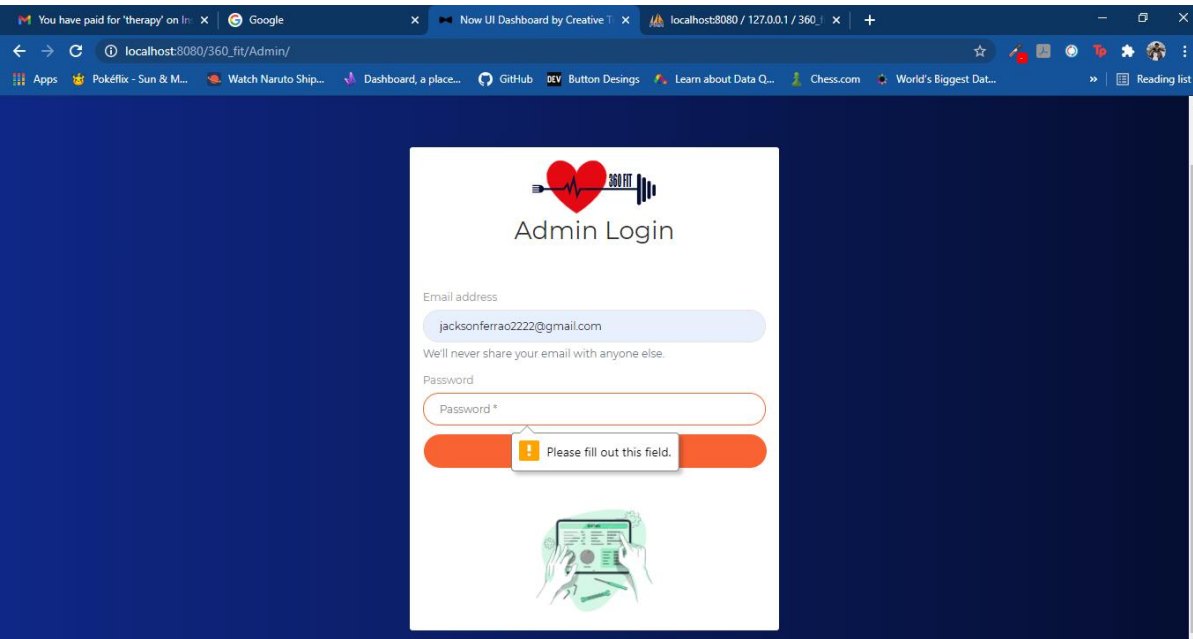 You have paid for 'therapy' on In
Google
Now UI Dashboard by Creative T
localhost:8080 / 127.0.0.1 / 360_f
localhost:8080/360_fit/Admin/
Apps
Pokéflix - Sun & M...
Watch Naruto Ship...
Dashboard, a place...
GitHub
DEV
Button Desings
Learn about Data Q...
Chess.com
World's Biggest Dat...
»
Reading list
360 FIT
Admin Login
Email address
jacksonferrao2222@gmail.com
We'll never share your email with anyone else.
Password
Password *
Please fill out this field.